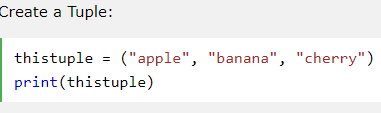 Create a Tuple:
thistuple = ("apple", "banana", "cherry")
print(thistuple)